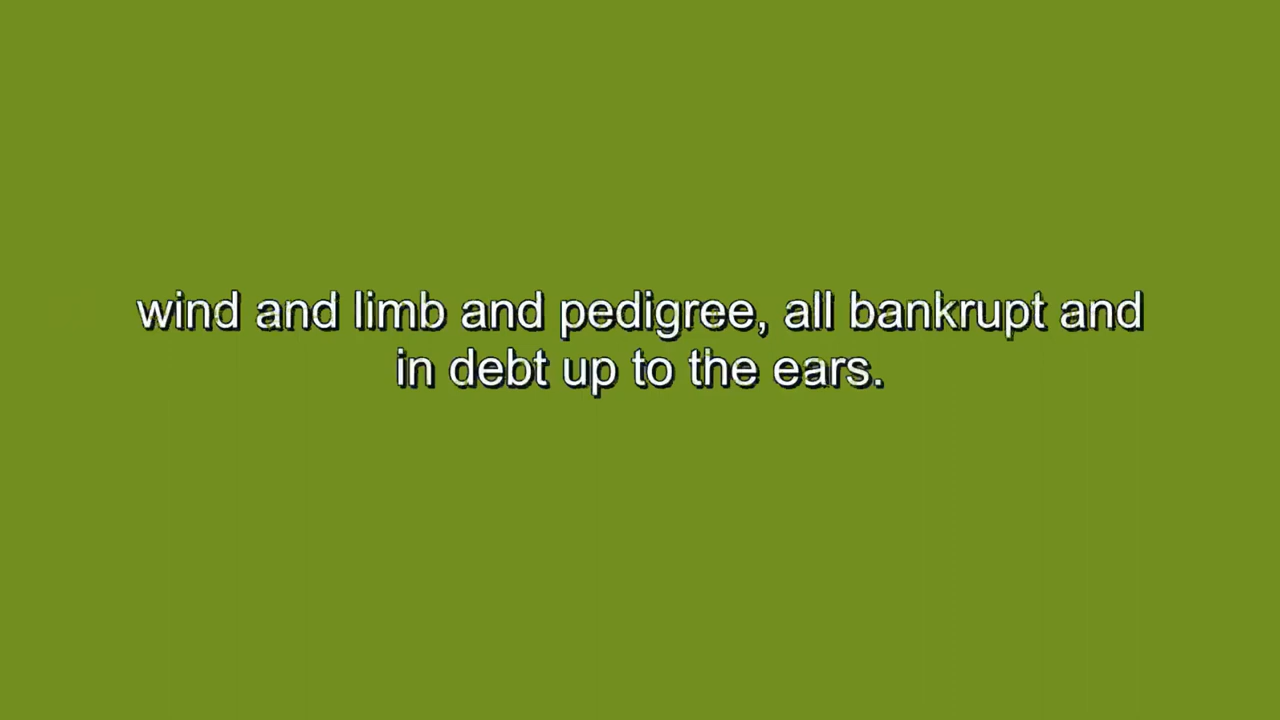 wind and limb and pedigree, all bankrupt and
in debt up to the ears.